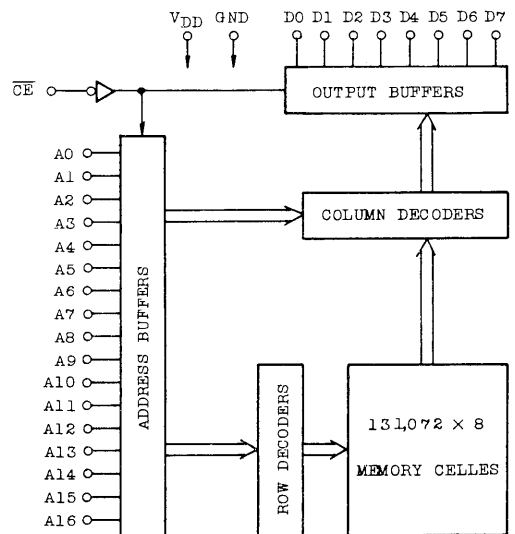 VDD GND D0 D1 D2 D3 D4 D5 D6 D7
CE
OUTPUT BUFFERS
A0
A1
A2
A3
A4
A5
A6
A7
A8
A9
A10
A11
A12
A13
A14
A15
A16
ADDRESS BUFFERS
COLUMN DECODERS
ROW DECODERS
131,072 × 8
MEMORY CELLES